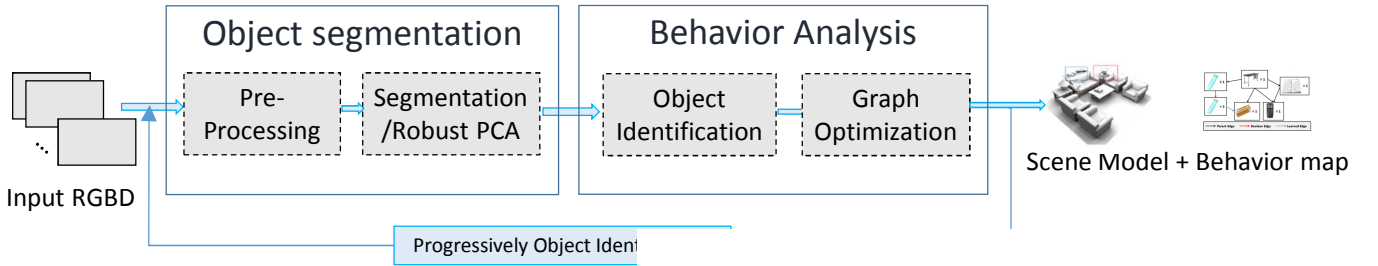 Object segmentation
Behavior Analysis
Pre-
Processing
Segmentation
/Robust PCA
Object
Identification
Graph
Optimization
Input RGBD
Scene Model + Behavior map
Progressively Object